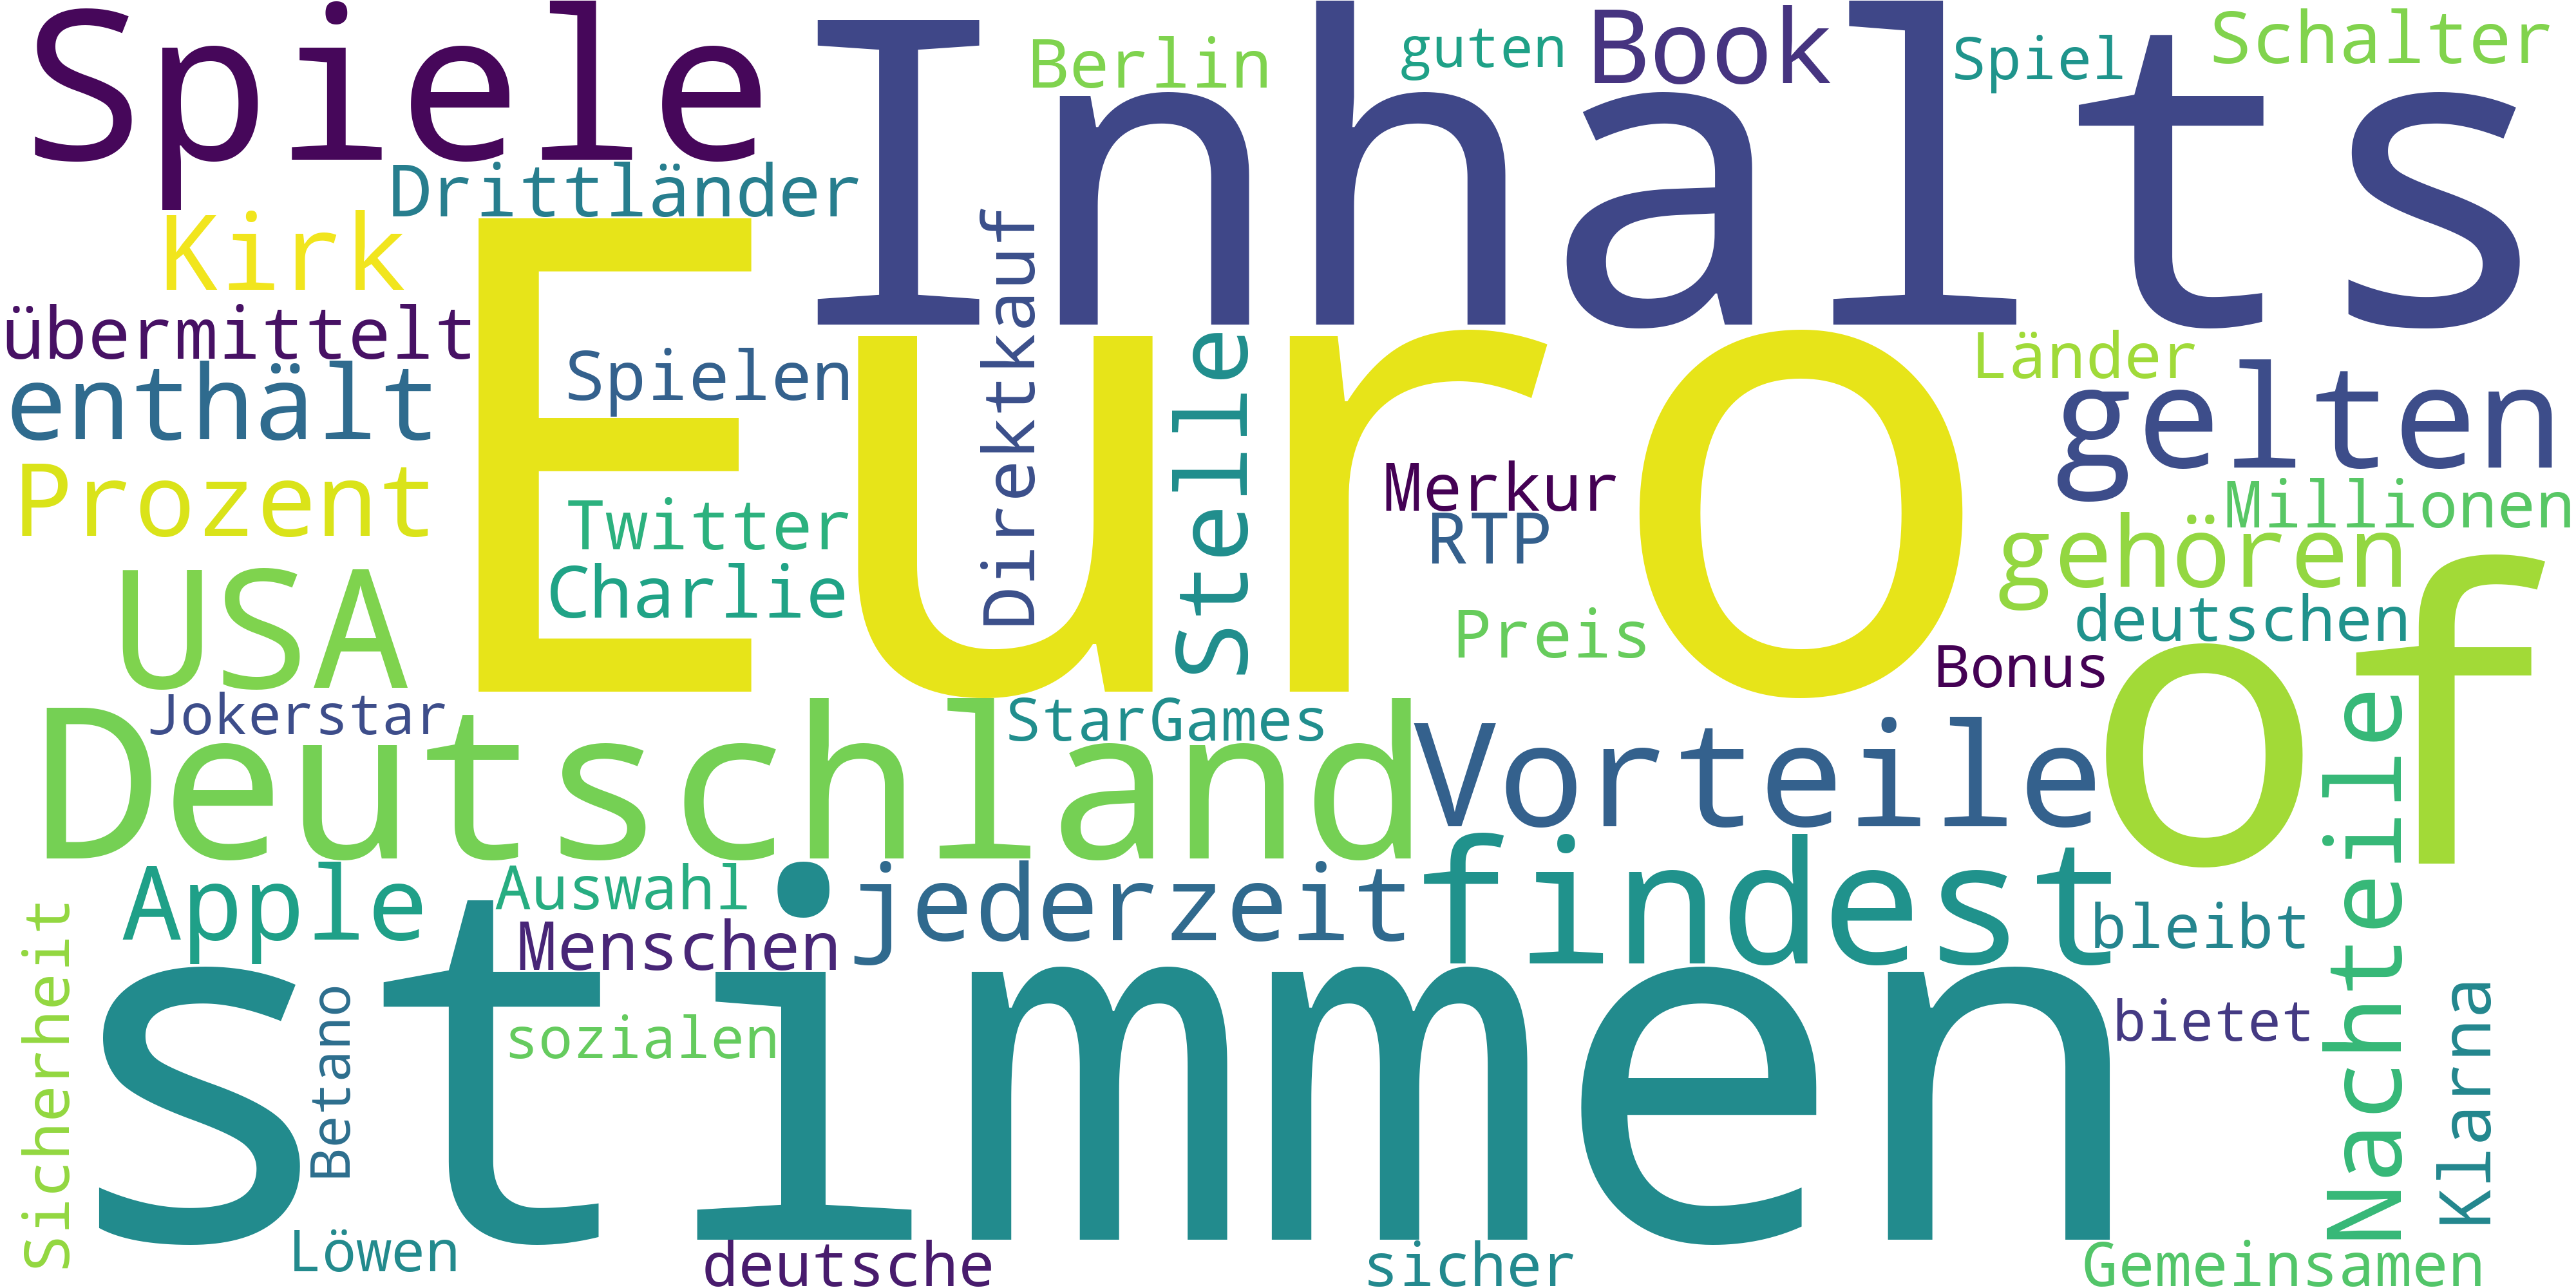 Spiele
Inhalts
Berlin
guten
Book
Spiel
Schalter
Drittländer
Kirk
Euro
Direktkauf
übermittelt
Stelle
Länder
enthält
Spielen
gelten
Prozent
Merkur
Millionen
Twitter
RTP
gehören
of
USA
Charlie
Preis
deutschen
Bonus
Jokerstar
StarGames
Deutschland
Vorteile
Nachteile
Apple
Auswahl
jederzeit
findest
stimmen
Menschen
bleibt
Sicherheit
Betano
sozialen
bietet
Klarna
Löwen
deutsche
sicher
Gemeinsamen